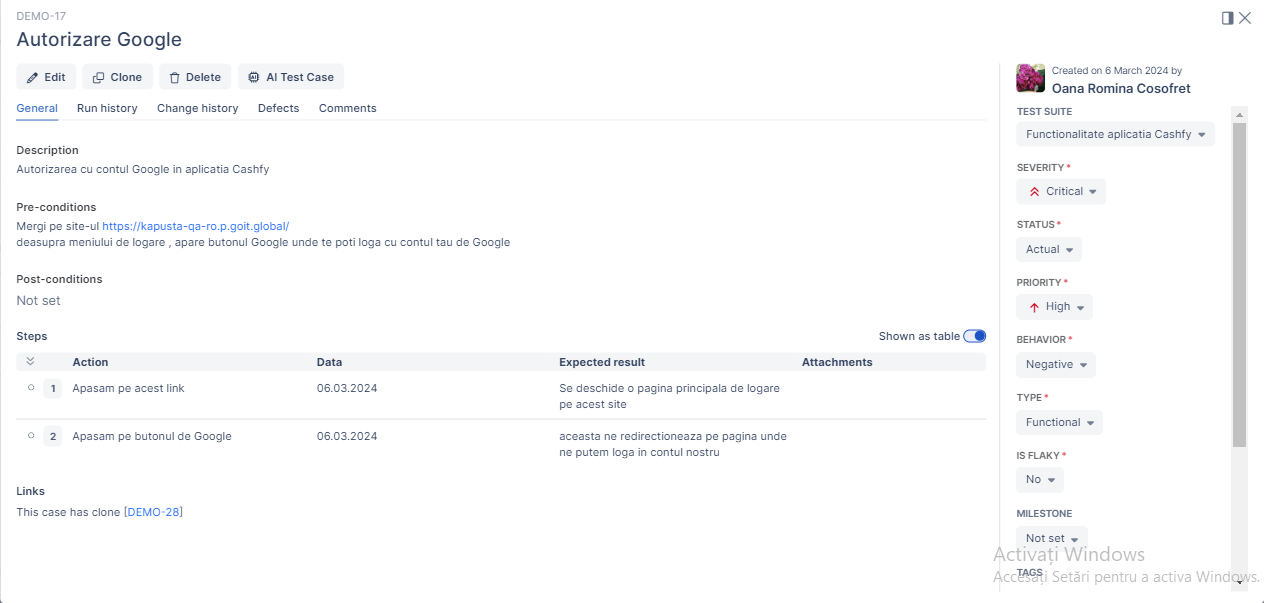 DEMO-17
Autorizare Google
Edit Clone Delete AI Test Case
General Run history Change history Defects Comments
Description
Autorizarea cu contul Google in aplicatia Cashfy
Pre-conditions
Mergi pe site-ul https://kapusta-qa-ro.p.goit.global/
deasupra meniului de logare , apare butonul Google unde te poti loga cu contul tau de Google
Post-conditions
Not set
Steps
Shown as table
Action Data Expected result Attachments
1 Apasam pe acest link 06.03.2024 Se deschide o pagina principala de logare
pe acest site
2 Apasam pe butonul de Google 06.03.2024 aceasta ne redirectioneaza pe pagina unde
ne putem loga in contul nostru
Links
This case has clone [DEMO-28]
Created on 6 March 2024 by
Oana Romina Cosofret
TEST SUITE
Functionalitate aplicatia Cashfy
SEVERITY*
Critical
STATUS*
Actual
PRIORITY*
High
BEHAVIOR*
Negative
TYPE*
Functional
IS FLAKY*
No
MILESTONE
Not set
TAGS
Activați Windows
Accesați Setări pentru a activa Windows.